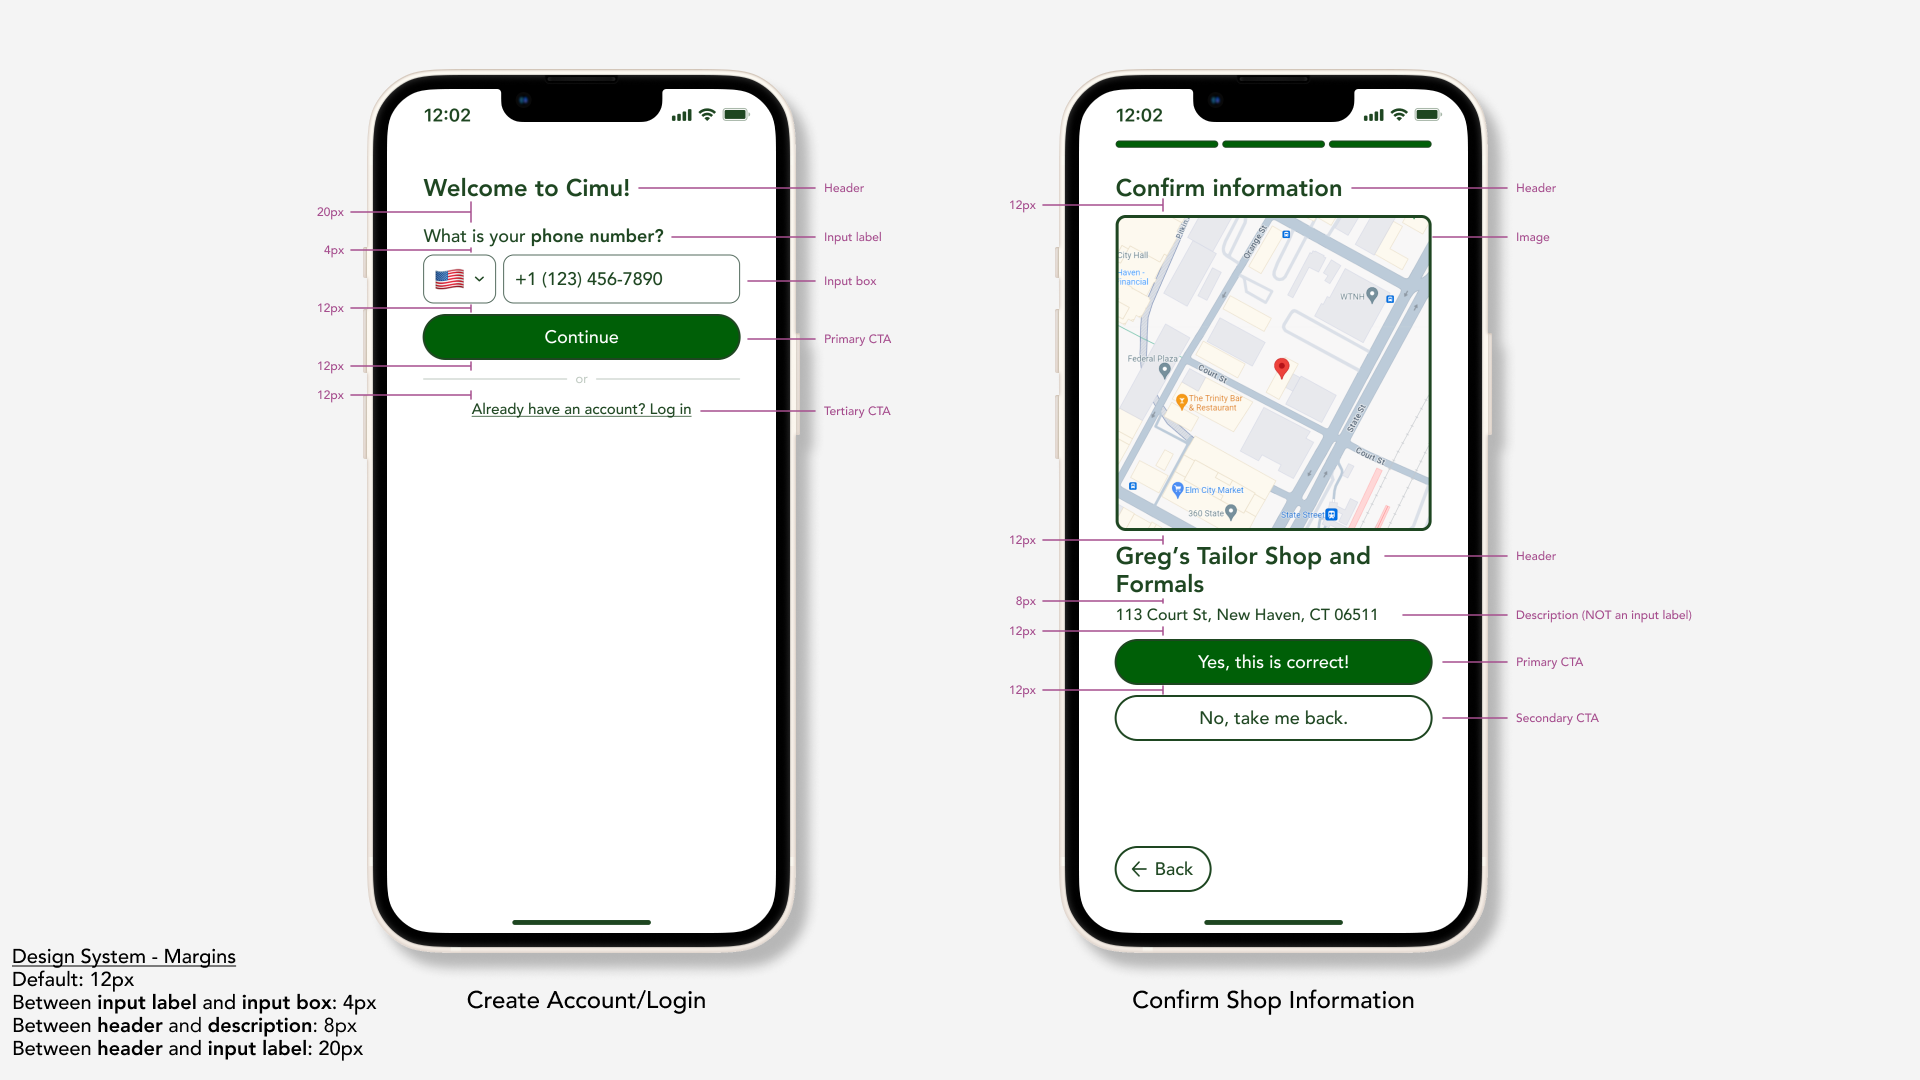 12:02
Welcome to Cimu!
Header
20px
What is your phone number?
Input label
4px
+1 (123) 456-7890
Input box
12px
Continue
Primary CTA
12px
or
12px
Already have an account? Log in
Tertiary CTA
Create Account/Login
12:02
Confirm information
Header
12px
Image
Pilkin
Orange St
City Hall
Haven -
inancial
WTNH
Federal Plaza
Court St
The Trinity Bar
& Restaurant
State St
Court St
Elm City Market
360 State
State Street
12px
Greg’s Tailor Shop and
Formals
Header
8px
113 Court St, New Haven, CT 06511
Description (NOT an input label)
12px
Yes, this is correct!
Primary CTA
12px
No, take me back.
Secondary CTA
← Back
Confirm Shop Information
Design System - Margins
Default: 12px
Between input label and input box: 4px
Between header and description: 8px
Between header and input label: 20px